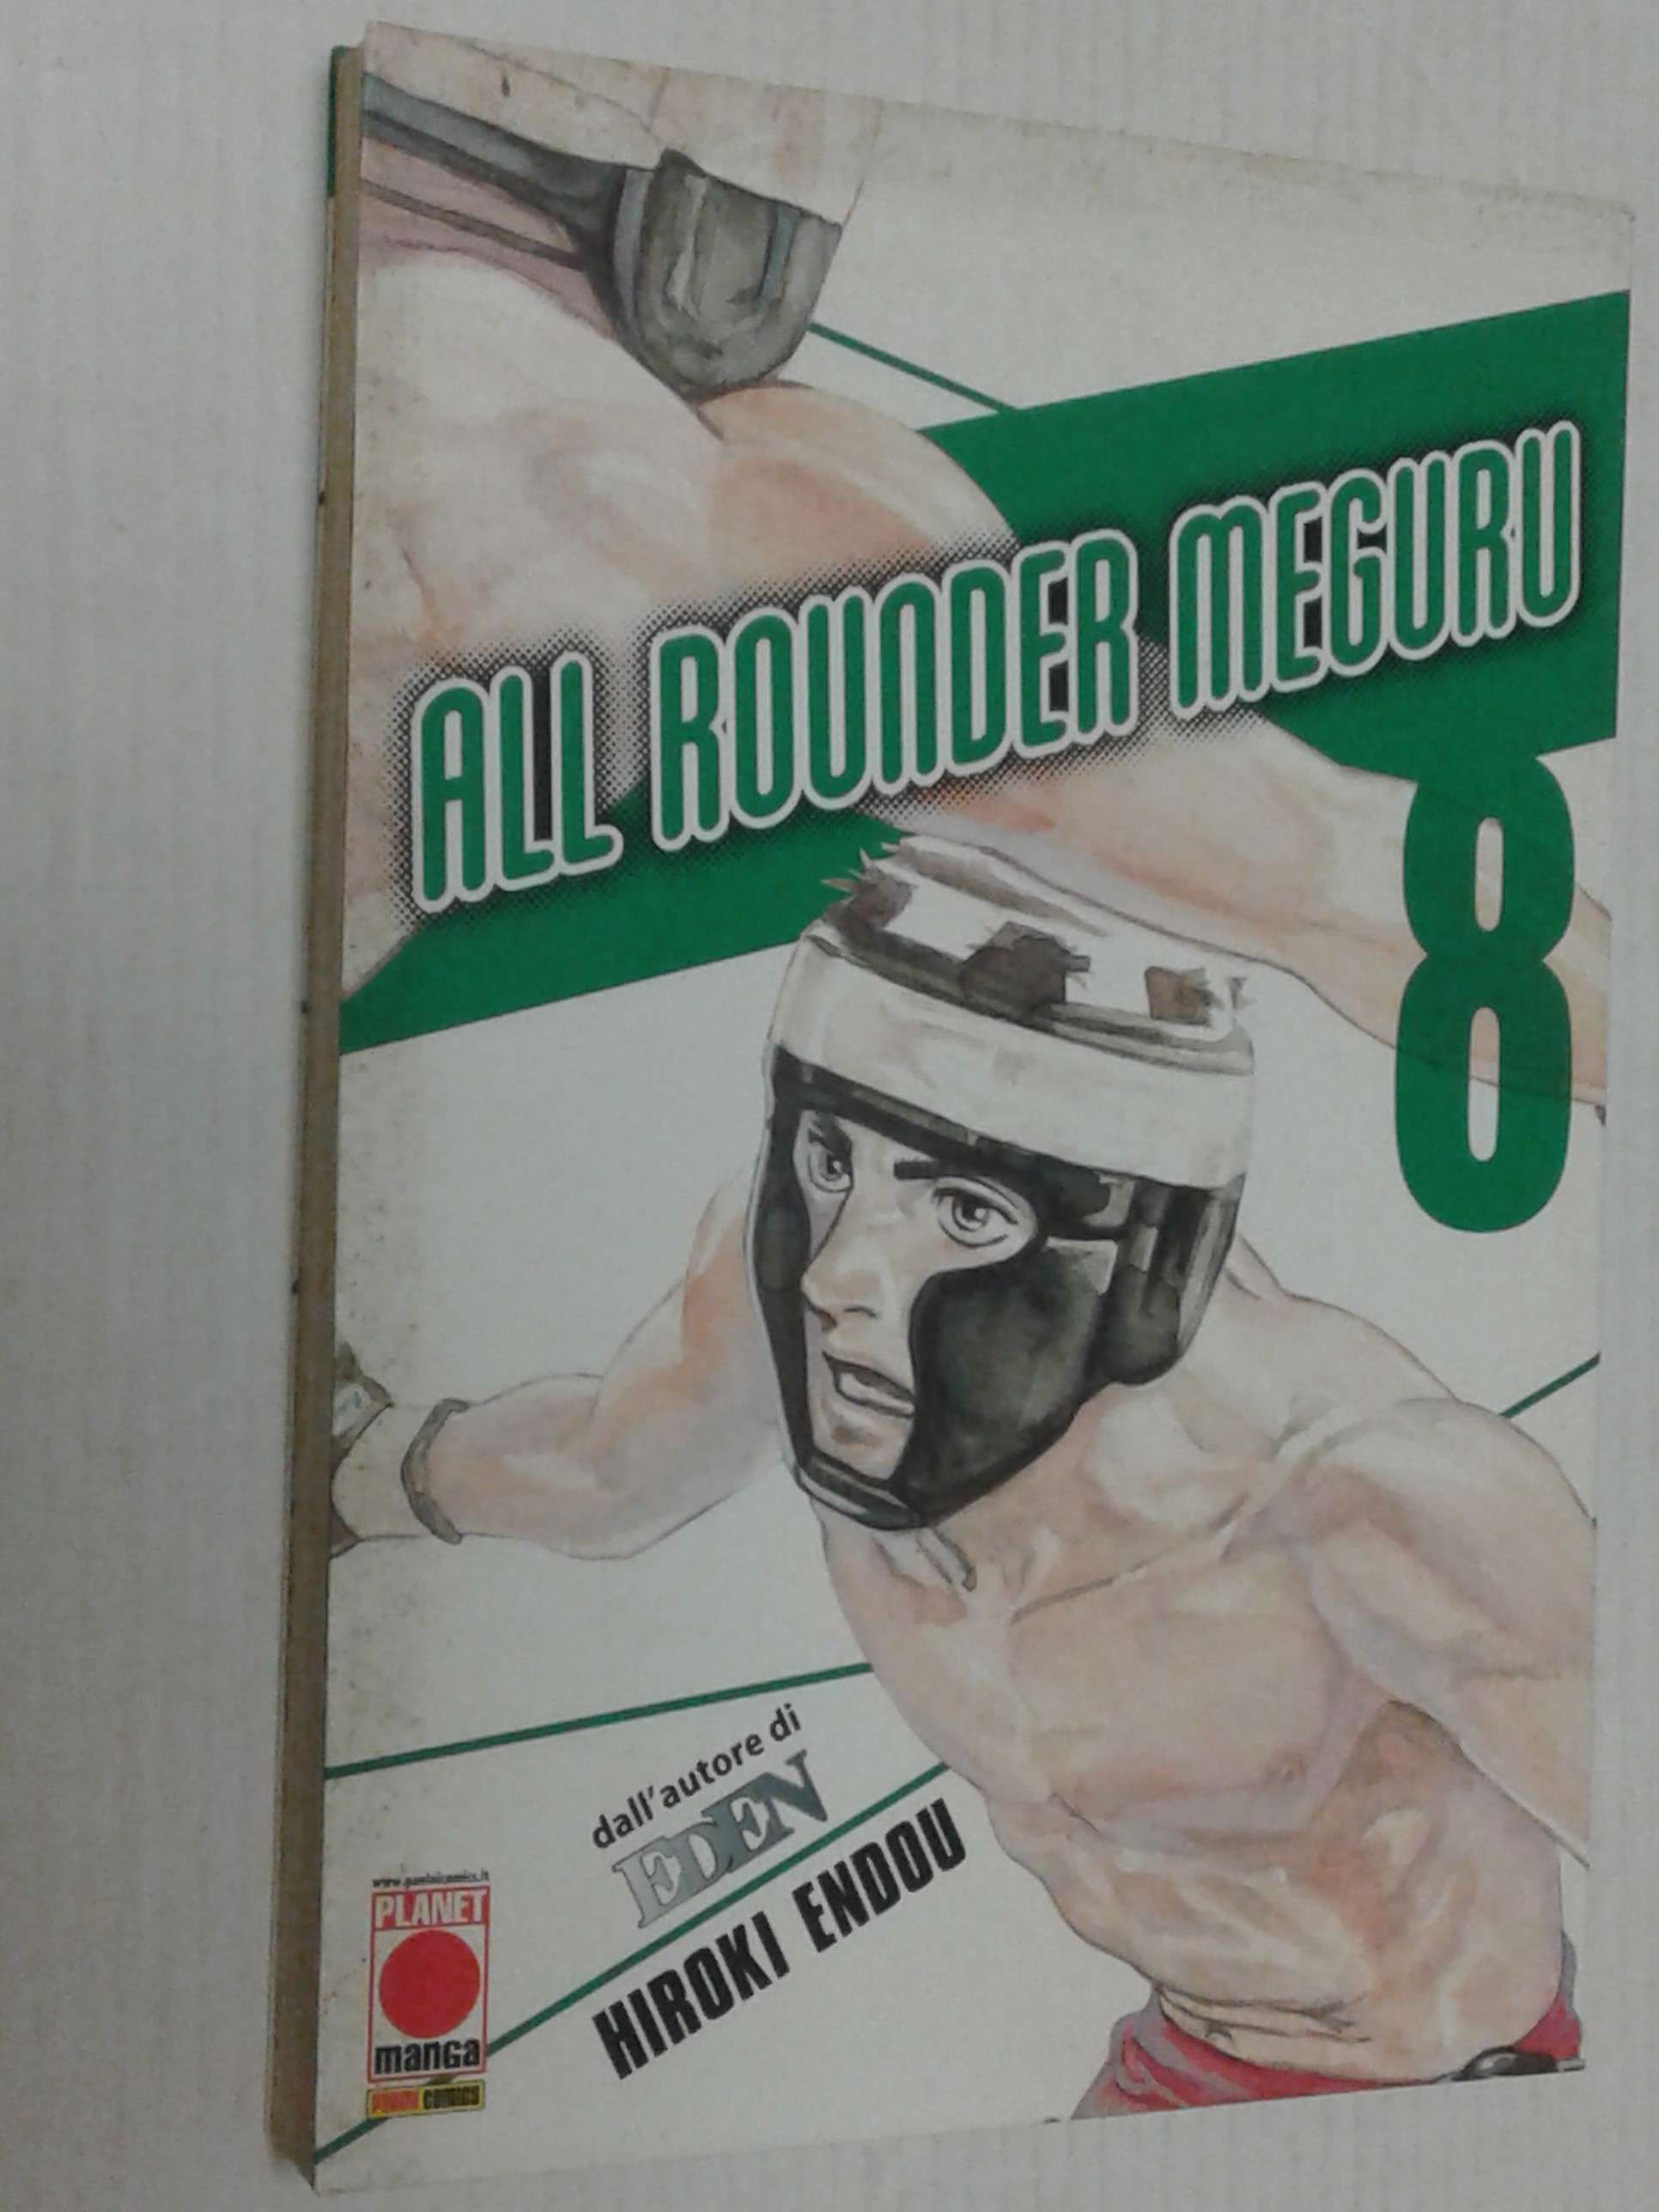 ALL ROUNDER MEGURU
8
dall'autore di
EDEN
HIROKI ENDOU
www.paninicomics.it
PLANET
manga
PANINI COMICS